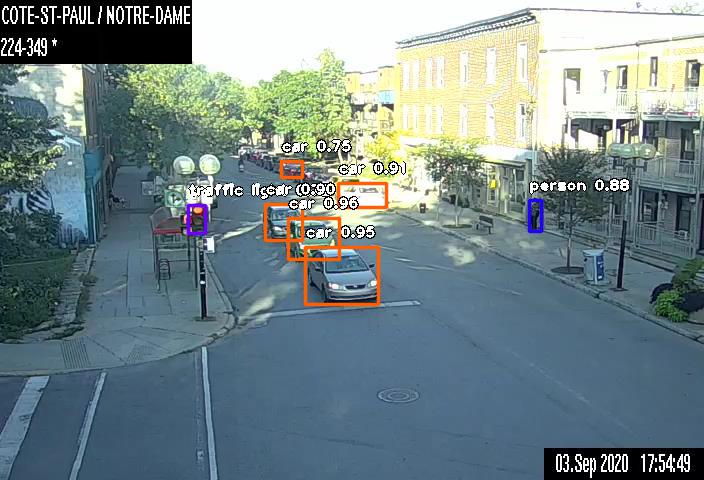 COTE-ST-PAUL / NOTRE-DAME
224-349 *
car 0.75
car 0.91
traffic lig
car 0.90
car 0.96
car 0.95
person 0.88
03.Sep 2020 17:54:49